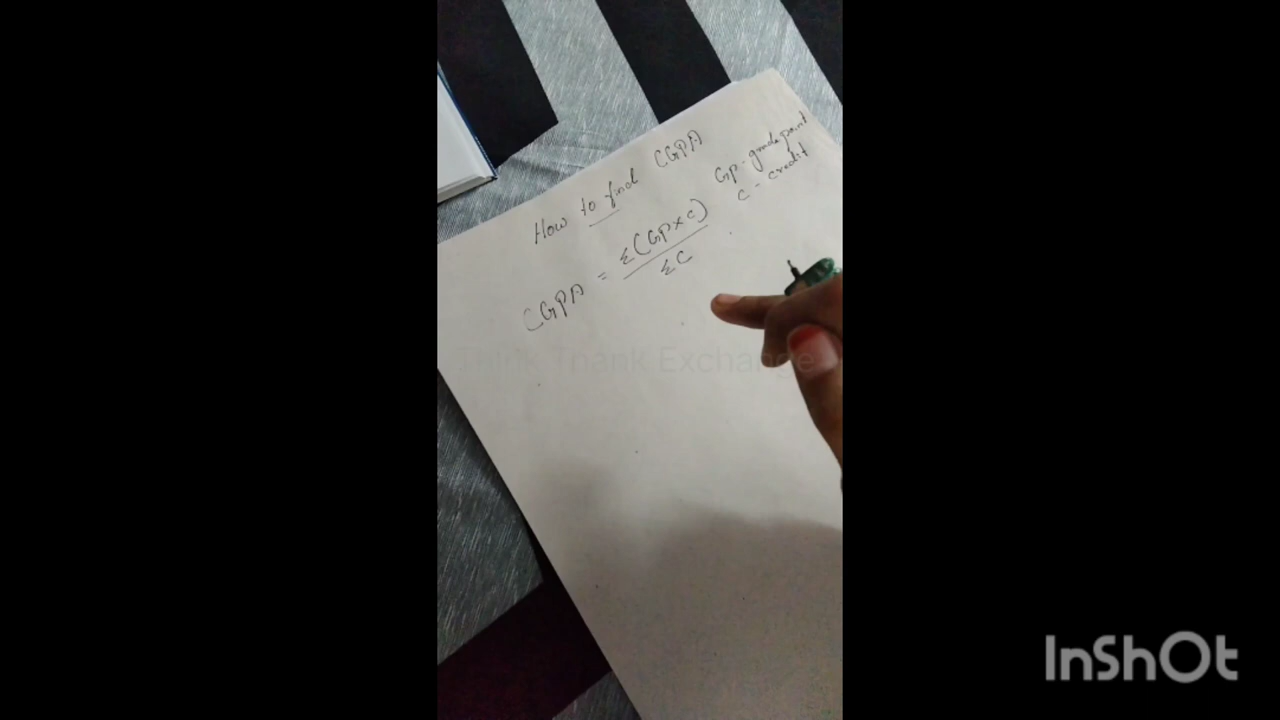 How to find CGPA
GP - grade point
C - credit
CGPA = Σ(GP×C)
ΣC
Think Thank Exchange
InShOt